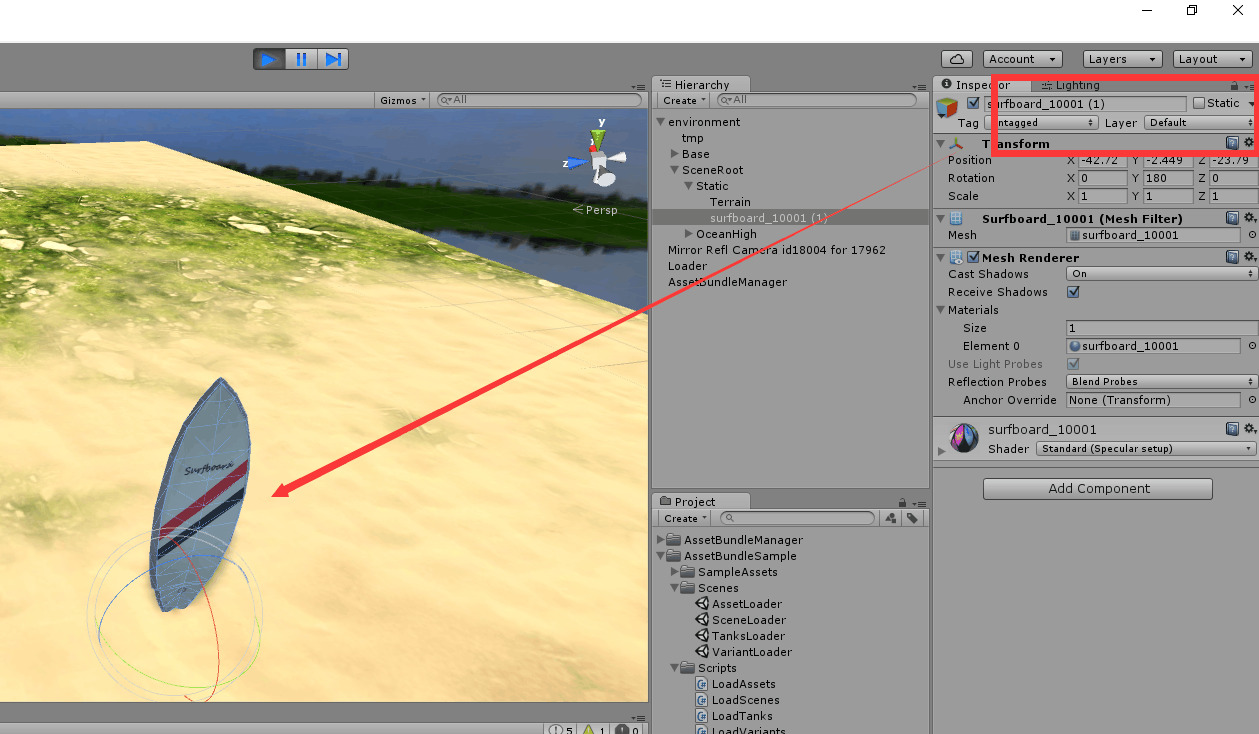 Account
Layers
Layout
Gizmos
All
y
x
z
Persp
Surfboard
5
1
0
Hierarchy
Create
All
environment
tmp
Base
SceneRoot
Static
Terrain
surfboard_10001 (1)
OceanHigh
Mirror Refl Camera id18004 for 17962
Loader
AssetBundleManager
Project
Create
AssetBundleManager
AssetBundleSample
SampleAssets
Scenes
AssetLoader
SceneLoader
TanksLoader
VariantLoader
Scripts
LoadAssets
LoadScenes
LoadTanks
LoadVariants
Inspector
Lighting
surfboard_10001 (1)
Static
Tag Untagged Layer Default
Transform
Position X -42.72 Y -2.449 Z -23.79
Rotation X 0 Y 180 Z 0
Scale X 1 Y 1 Z 1
Surfboard_10001 (Mesh Filter)
Mesh surfboard_10001
Mesh Renderer
Cast Shadows On
Receive Shadows
Materials
Size 1
Element 0 surfboard_10001
Use Light Probes
Reflection Probes Blend Probes
Anchor Override None (Transform)
surfboard_10001
Shader Standard (Specular setup)
Add Component